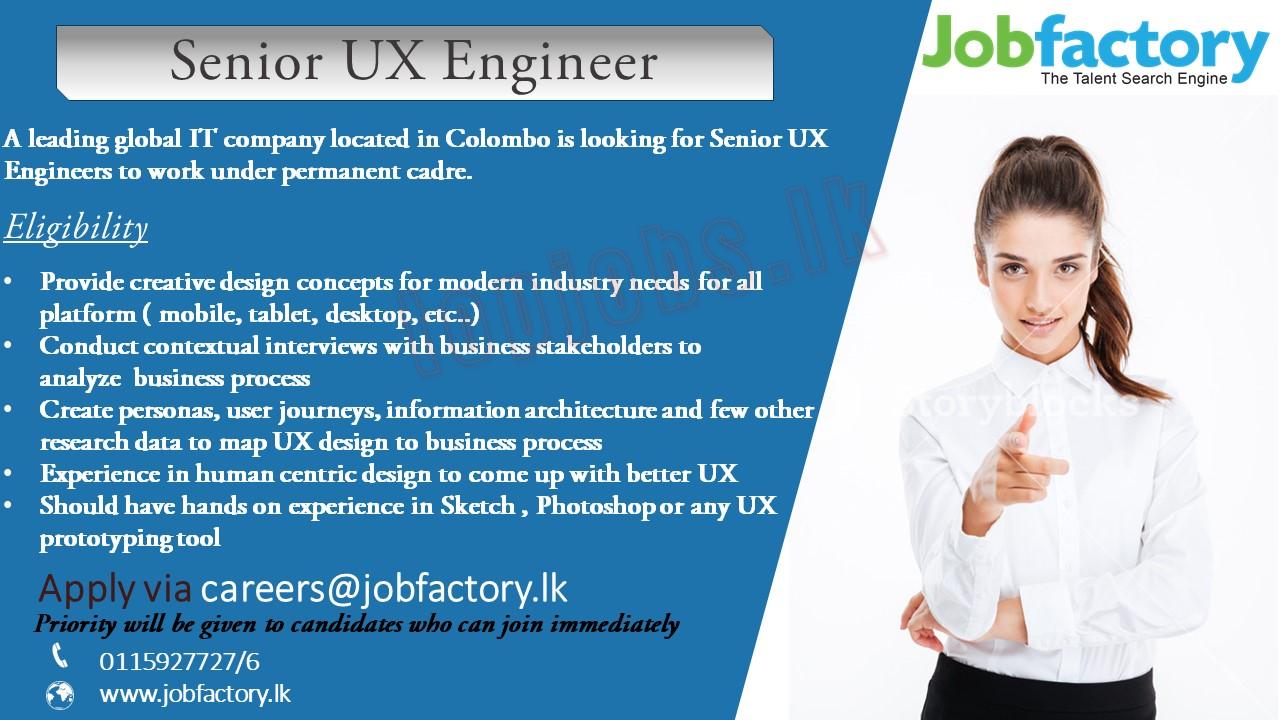 Senior UX Engineer
Jobfactory
The Talent Search Engine
A leading global IT company located in Colombo is looking for Senior UX
Engineers to work under permanent cadre.
Eligibility
• Provide creative design concepts for modern industry needs for all
platform ( mobile, tablet, desktop, etc..)
• Conduct contextual interviews with business stakeholders to
analyze business process
• Create personas, user journeys, information architecture and few other
research data to map UX design to business process
• Experience in human centric design to come up with better UX
• Should have hands on experience in Sketch , Photoshop or any UX
prototyping tool
Apply via careers@jobfactory.lk
Priority will be given to candidates who can join immediately
0115927727/6
www.jobfactory.lk
topjobs.lk
storyblocks